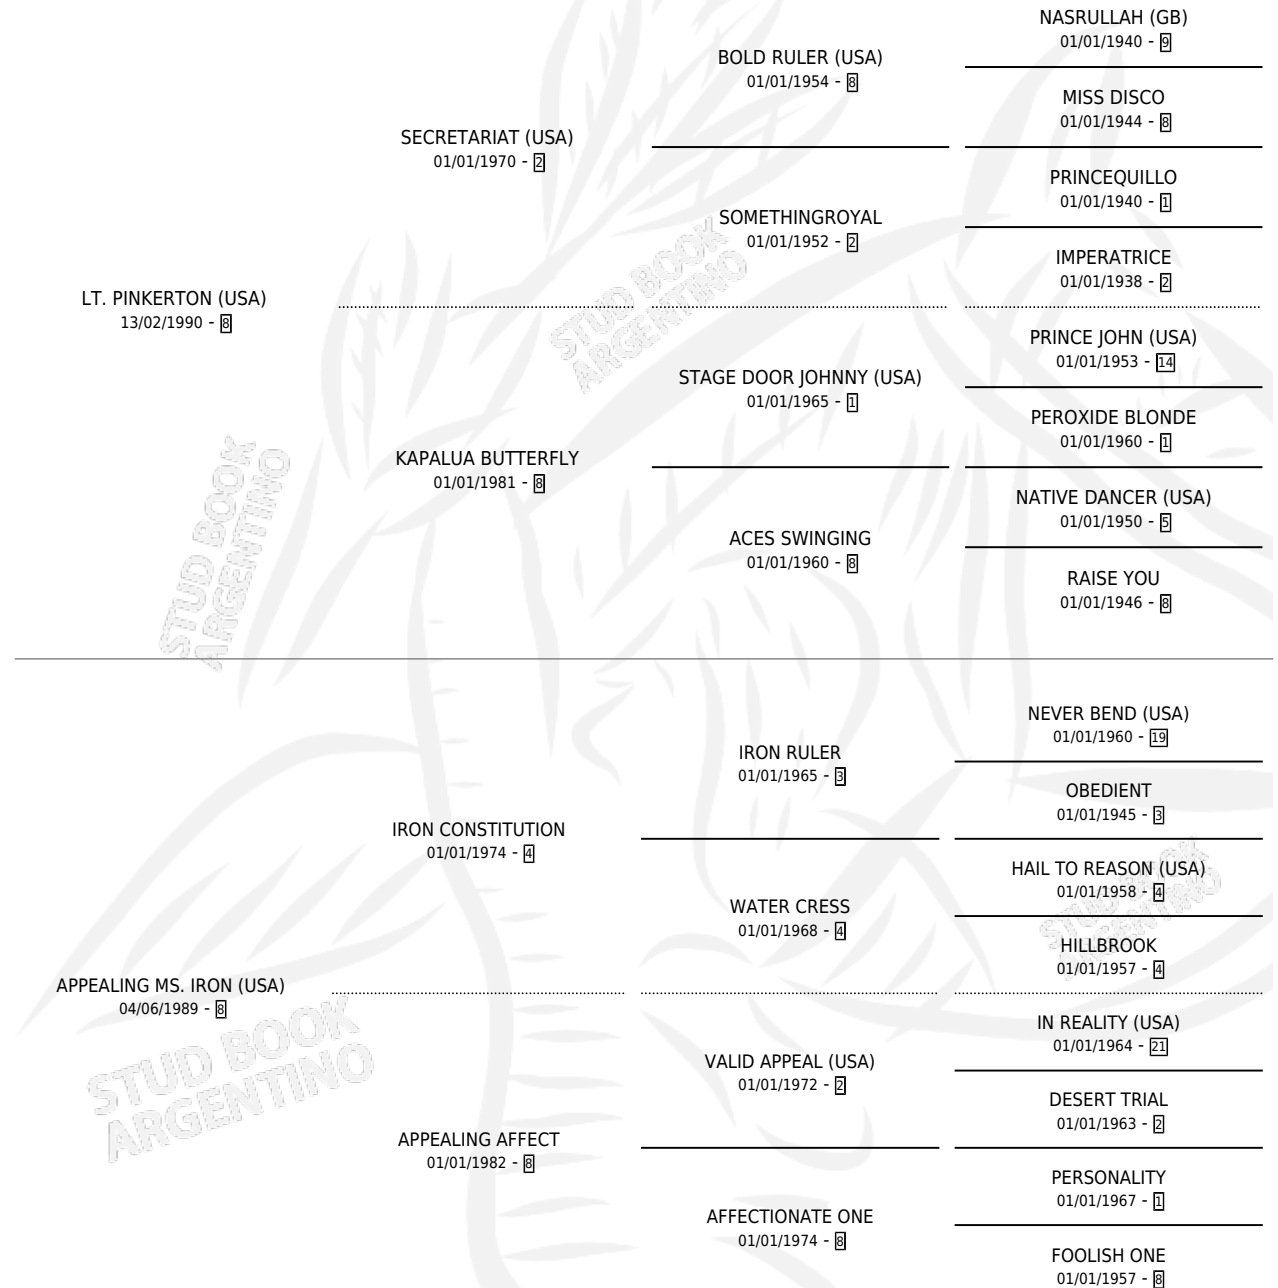 NASRULLAH (GB)
01/01/1940 - 9
BOLD RULER (USA)
01/01/1954 - 8
MISS DISCO
01/01/1944 - 8
SECRETARIAT (USA)
01/01/1970 - 2
PRINCEQUILLO
01/01/1940 - 1
SOMETHINGROYAL
01/01/1952 - 2
IMPERATRICE
01/01/1938 - 2
LT. PINKERTON (USA)
13/02/1990 - 8
STUD BOOK
ARGENTINO
PRINCE JOHN (USA)
01/01/1953 - 14
STAGE DOOR JOHNNY (USA)
01/01/1965 - 1
PEROXIDE BLONDE
01/01/1960 - 1
KAPALUA BUTTERFLY
01/01/1981 - 8
NATIVE DANCER (USA)
01/01/1950 - 5
ACES SWINGING
01/01/1960 - 8
RAISE YOU
01/01/1946 - 8
STUD BOOK
ARGENTINO
NEVER BEND (USA)
01/01/1960 - 19
IRON RULER
01/01/1965 - 3
OBEDIENT
01/01/1945 - 3
IRON CONSTITUTION
01/01/1974 - 4
HAIL TO REASON (USA)
01/01/1958 - 4
WATER CRESS
01/01/1968 - 4
HILLBROOK
01/01/1957 - 4
STUD BOOK
ARGENTINO
APPEALING MS. IRON (USA)
04/06/1989 - 8
IN REALITY (USA)
01/01/1964 - 21
VALID APPEAL (USA)
01/01/1972 - 2
DESERT TRIAL
01/01/1963 - 2
STUD BOOK
ARGENTINO
APPEALING AFFECT
01/01/1982 - 8
PERSONALITY
01/01/1967 - 1
AFFECTIONATE ONE
01/01/1974 - 8
FOOLISH ONE
01/01/1957 - 8